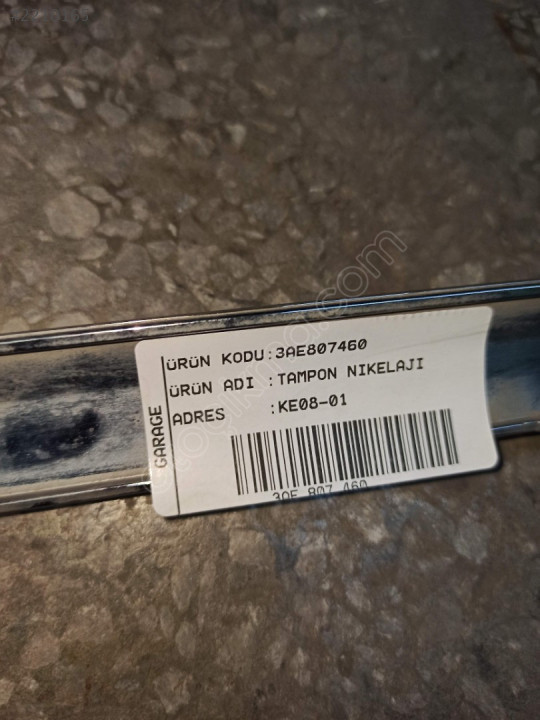 GARAGE
ÜRÜN KODU:3AE807460
ÜRÜN ADI :TAMPON NIKELAJI
ADRES :KE08-01
3AE 807 460